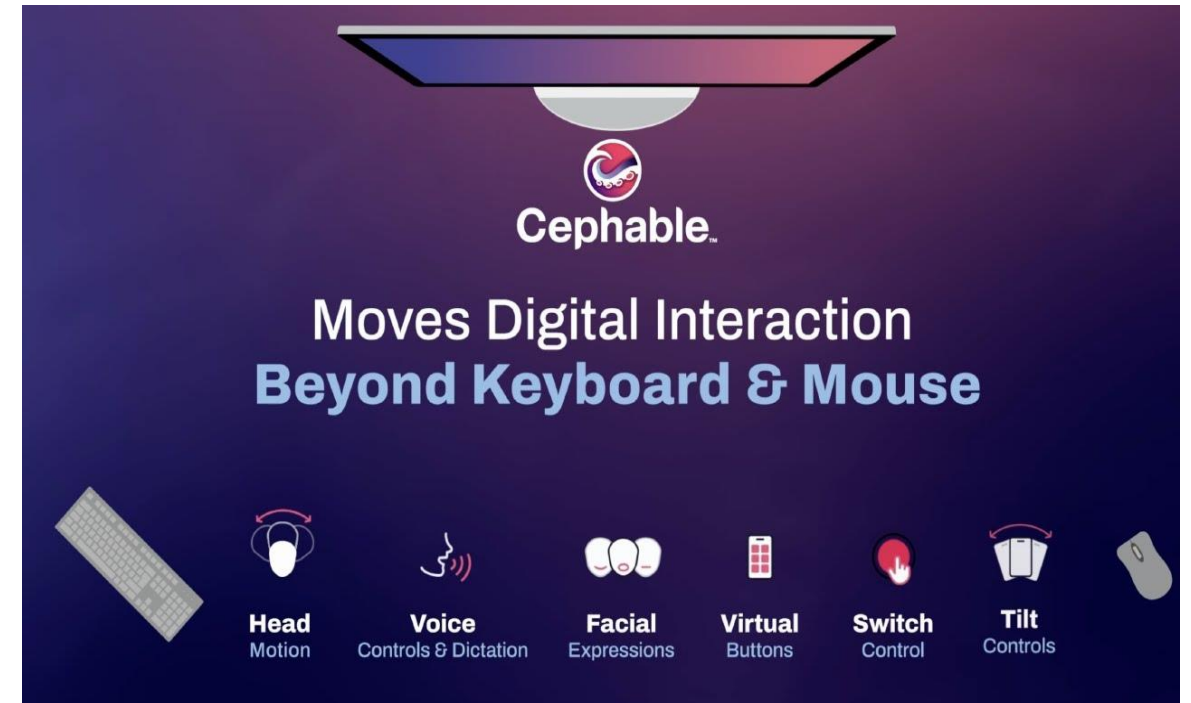 Cephable™
Moves Digital Interaction
Beyond Keyboard & Mouse
Head
Motion
Voice
Controls & Dictation
Facial
Expressions
Virtual
Buttons
Switch
Control
Tilt
Controls